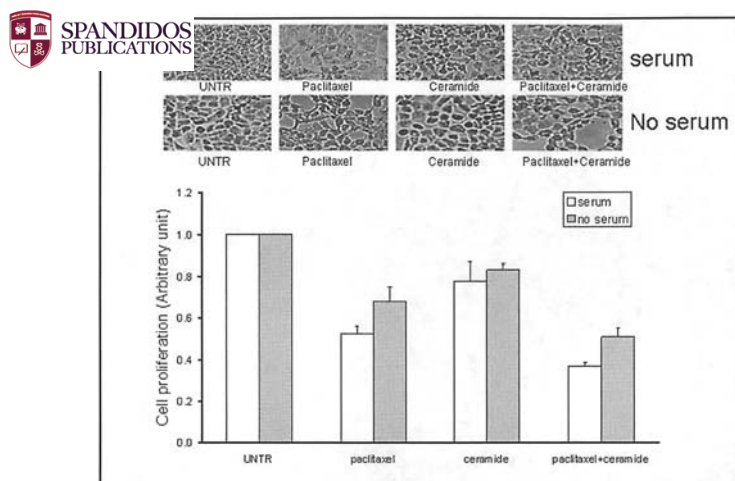 SPANDIDOS
PUBLICATIONS
serum
UNTR Paclitaxel Ceramide Paclitaxel+Ceramide
No serum
UNTR Paclitaxel Ceramide Paclitaxel+Ceramide
1.2
1.0
0.8
0.6
0.4
0.2
0.0
Cell proliferation (Arbitrary unit)
serum
no serum
UNTR paclitaxel ceramide paclitaxel+ceramide